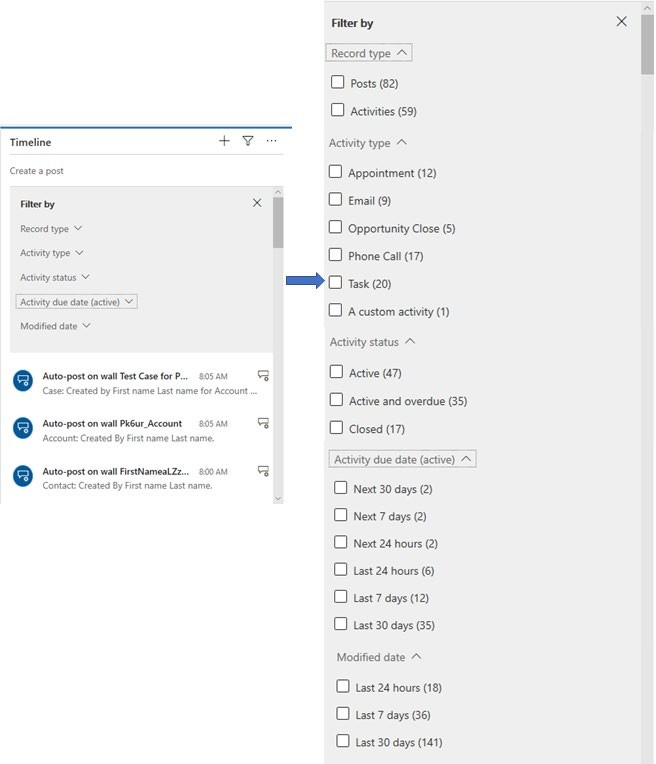 Timeline
Create a post
Filter by
Record type
Activity type
Activity status
Activity due date (active)
Modified date
Auto-post on wall Test Case for P... 8:05 AM
Case: Created by First name Last name for Account ...
Auto-post on wall Pk6ur_Account 8:05 AM
Account: Created By First name Last name.
Auto-post on wall FirstNameaLZz... 8:00 AM
Contact: Created By First name Last name.
Filter by
Record type
Posts (82)
Activities (59)
Activity type
Appointment (12)
Email (9)
Opportunity Close (5)
Phone Call (17)
Task (20)
A custom activity (1)
Activity status
Active (47)
Active and overdue (35)
Closed (17)
Activity due date (active)
Next 30 days (2)
Next 7 days (2)
Next 24 hours (2)
Last 24 hours (6)
Last 7 days (12)
Last 30 days (35)
Modified date
Last 24 hours (18)
Last 7 days (36)
Last 30 days (141)